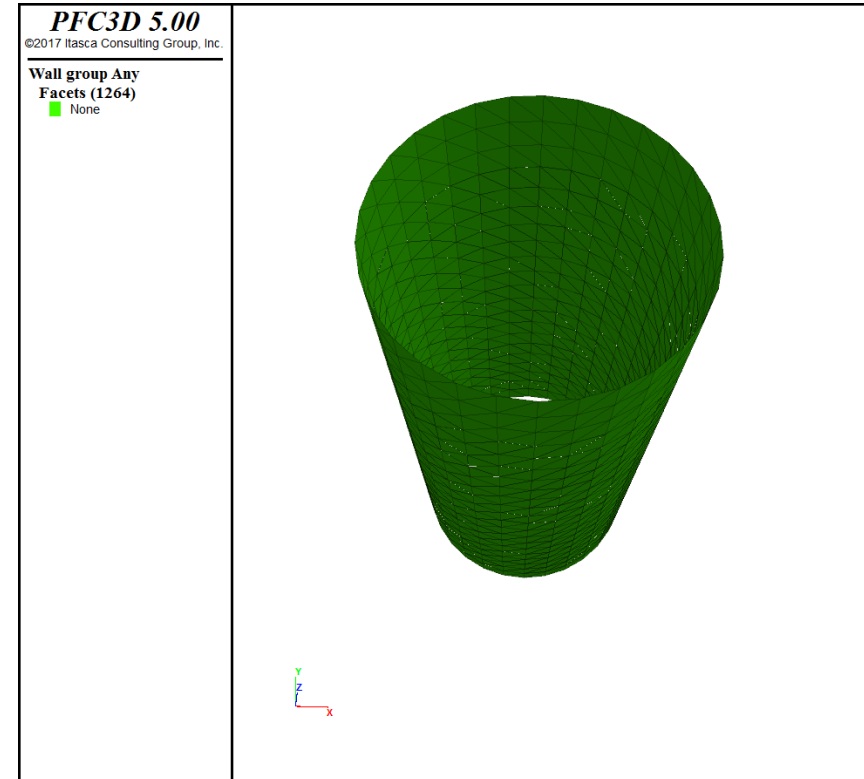 PFC3D 5.00
©2017 Itasca Consulting Group, Inc.
Wall group Any
Facets (1264)
None
Y
Z
X